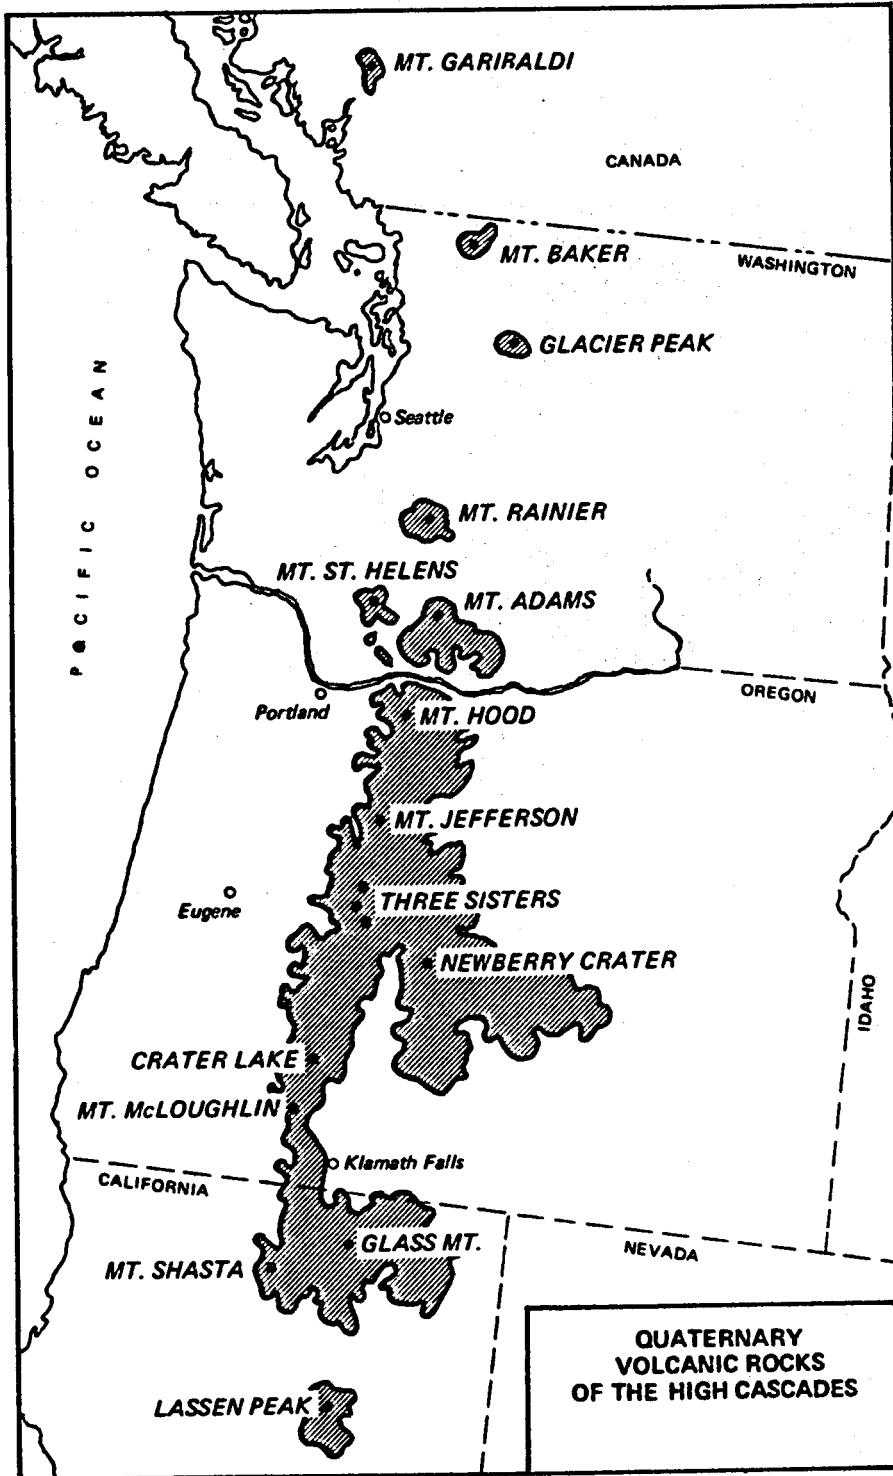 MT. GARIRALDI
CANADA
MT. BAKER
WASHINGTON
GLACIER PEAK
PACIFIC OCEAN
Seattle
MT. RAINIER
MT. ST. HELENS
MT. ADAMS
OREGON
Portland
MT. HOOD
MT. JEFFERSON
THREE SISTERS
Eugene
NEWBERRY CRATER
IDAHO
CRATER LAKE
MT. McLOUGHLIN
Klamath Falls
CALIFORNIA
GLASS MT.
NEVADA
MT. SHASTA
QUATERNARY
VOLCANIC ROCKS
OF THE HIGH CASCADES
LASSEN PEAK